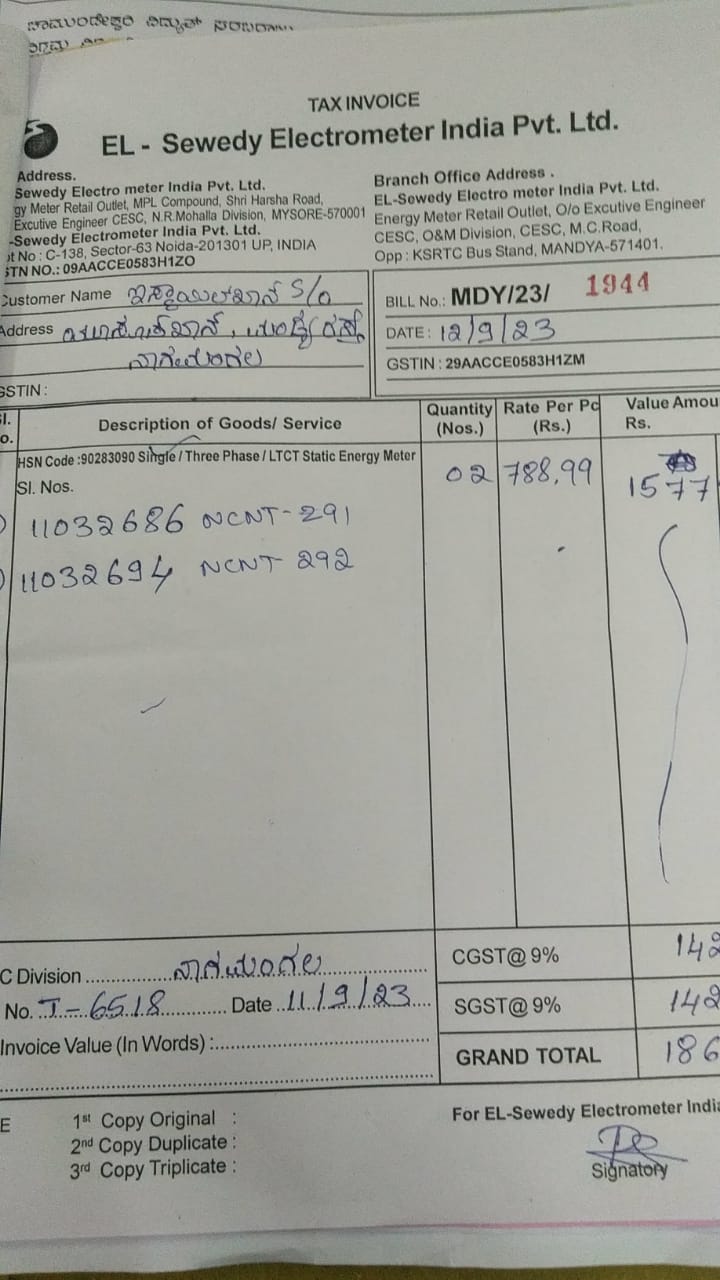 ಚಾಮುಂಡೇಶ್ವರಿ ವಿದ್ಯುತ್
TAX INVOICE
EL - Sewedy Electrometer India Pvt. Ltd.
Address.
Sewedy Electro meter India Pvt. Ltd.
gy Meter Retail Outlet, MPL Compound, Shri Harsha Road,
Excutive Engineer CESC, N.R.Mohalla Division, MYSORE-570001
-Sewedy Electrometer India Pvt. Ltd.
ot No : C-138, Sector-63 Noida-201301 UP, INDIA
STN NO.: 09AACCE0583H1ZO
Branch Office Address .
EL-Sewedy Electro meter India Pvt. Ltd.
Energy Meter Retail Outlet, O/o Excutive Engineer
CESC, O&M Division, CESC, M.C.Road,
Opp : KSRTC Bus Stand, MANDYA-571401.
Customer Name S/o
Address
ನಾಗಮಂಗಲ
GSTIN :
BILL No.: MDY/23/ 1944
DATE : 12/9/23
GSTIN : 29AACCE0583H1ZM
Sl. No. Description of Goods/ Service Quantity (Nos.) Rate Per Pc (Rs.) Value Amou Rs.
HSN Code :90283090 Single / Three Phase / LTCT Static Energy Meter 02 788.99 1577
Sl. Nos.
11032686 NCNT-291
11032694 NCNT-292
C Division ನಾಗಮಂಗಲ
No. T-6518 Date 11/9/23
Invoice Value (In Words) :
CGST@ 9% 142
SGST@ 9% 142
GRAND TOTAL 186
E 1st Copy Original :
2nd Copy Duplicate :
3rd Copy Triplicate :
For EL-Sewedy Electrometer India
Signatory